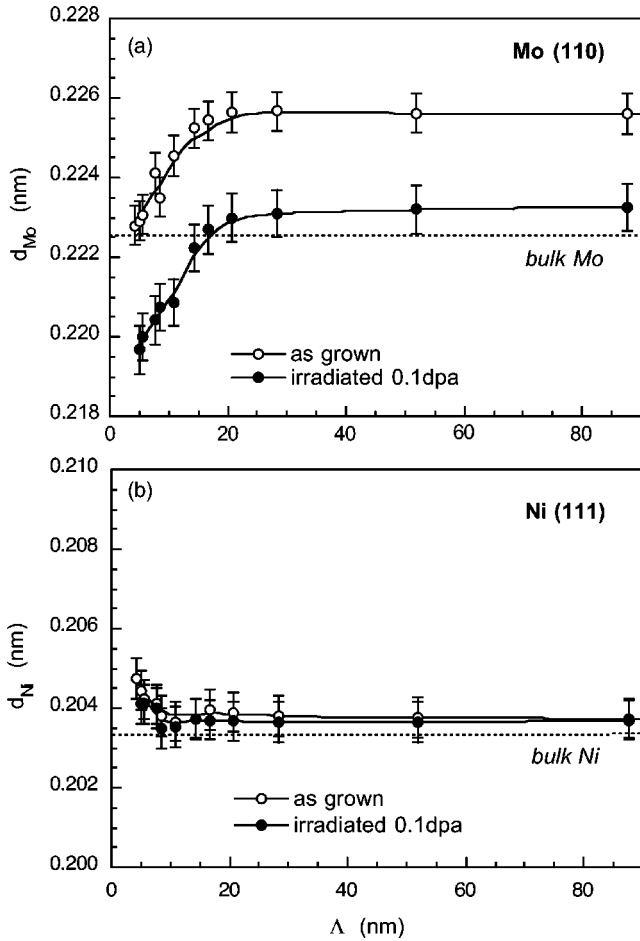 (a)
Mo (110)
0.228
0.226
0.224
0.222
0.220
0.218
d_Mo (nm)
bulk Mo
as grown
irradiated 0.1dpa
0
20
40
60
80
(b)
Ni (111)
0.210
0.208
0.206
0.204
0.202
0.200
d_Ni (nm)
bulk Ni
as grown
irradiated 0.1dpa
0
20
40
60
80
Λ (nm)